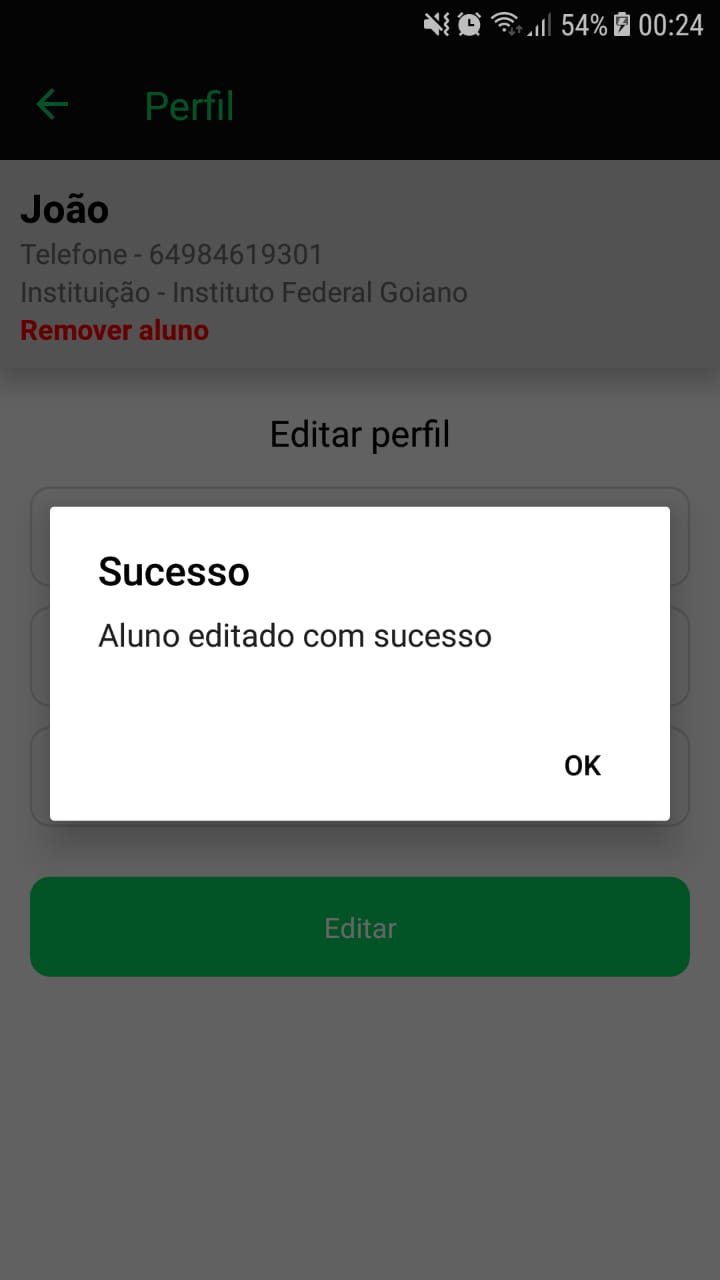 54% 00:24
Perfil
João
Telefone - 64984619301
Instituição - Instituto Federal Goiano
Remover aluno
Editar perfil
Sucesso
Aluno editado com sucesso
OK
Editar